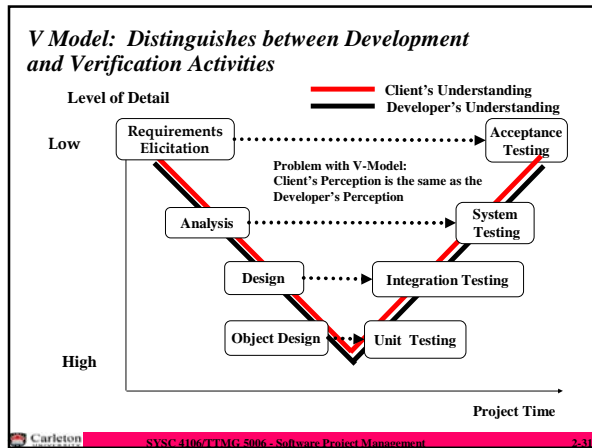 V Model: Distinguishes between Development
and Verification Activities
Level of Detail
Client's Understanding
Developer's Understanding
Low
Requirements
Elicitation
Acceptance
Testing
Problem with V-Model:
Client's Perception is the same as the
Developer's Perception
Analysis
System
Testing
Design
Integration Testing
Object Design
Unit Testing
High
Project Time
Carleton
UNIVERSITY
SYSC 4106/TTMG 5006 - Software Project Management
2-31